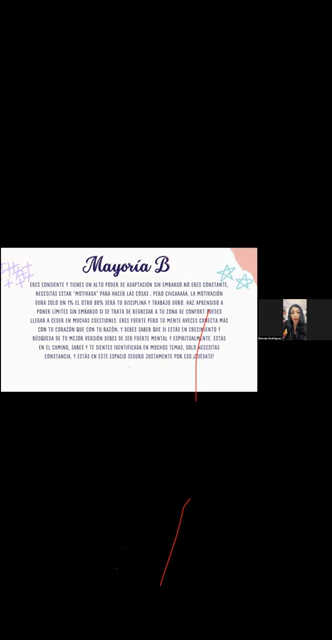 Mayoría B
ERES CONSIENTE Y TIENES UN ALTO PODER DE ADAPTACIÓN SIN EMBARGO NO ERES CONSTANTE,
NECESITAS ESTAR "MOTIVADA" PARA HACER LAS COSAS , PERO CHICAAAAA, LA MOTIVACIÓN
DURA SOLO UN 1% EL OTRO 99% SERÁ TU DISCIPLINA Y TRABAJO DURO. HAZ APRENDIDO A
PONER LÍMITES SIN EMBARGO SI SE TRATA DE REGRESAR A TU ZONA DE CONFORT PUEDES
LLEGAR A CEDER EN MUCHAS CUESTIONES. ERES FUERTE PERO TU MENTE AVECES CONECTA MÁS
CON TU CORAZÓN QUE CON TU RAZÓN, Y DEBES SABER QUE SI ESTÁS EN CRECIMIENTO Y
BÚSQUEDA DE TU MEJOR VERSIÓN DEBES DE SER FUERTE MENTAL Y ESPIRITUALMENTE. ESTÁS
EN EL CAMINO, SABES Y TE SIENTES IDENTIFICADA EN MUCHOS TEMAS, SOLO NECESITAS
CONSTANCIA, Y ESTÁS EN ESTE ESPACIO SEGURO JUSTAMENTE POR ESO ¡QUÉDATE!